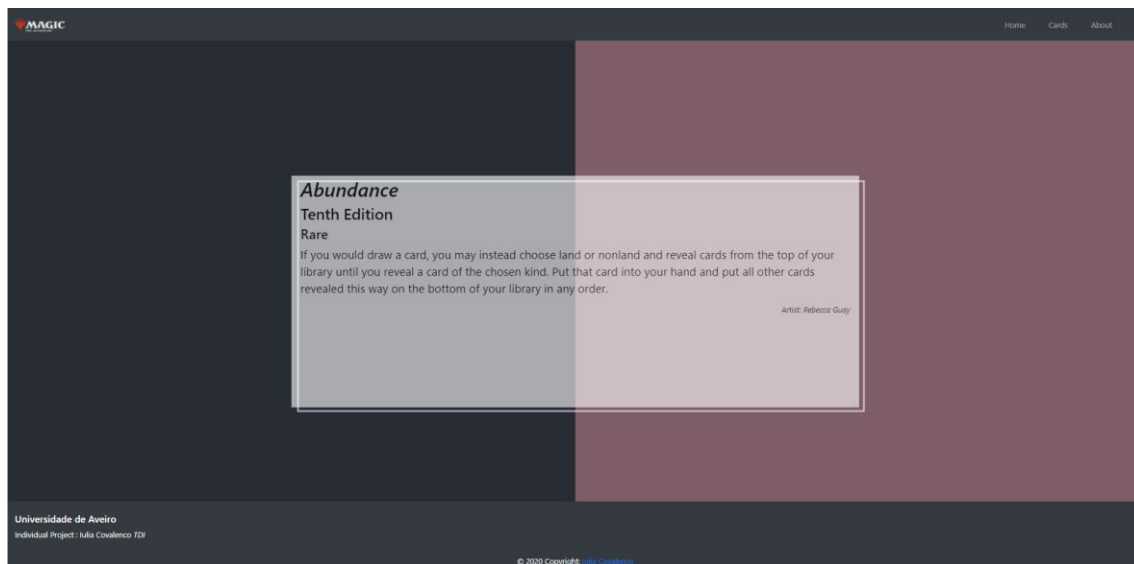 MAGIC
Home Cards About
Abundance
Tenth Edition
Rare
If you would draw a card, you may instead choose land or nonland and reveal cards from the top of your
library until you reveal a card of the chosen kind. Put that card into your hand and put all other cards
revealed this way on the bottom of your library in any order.
Artist: Rebecca Guay
Universidade de Aveiro
Individual Project : Iulia Covalenco TDI
© 2020 Copyright: Iulia Covalenco